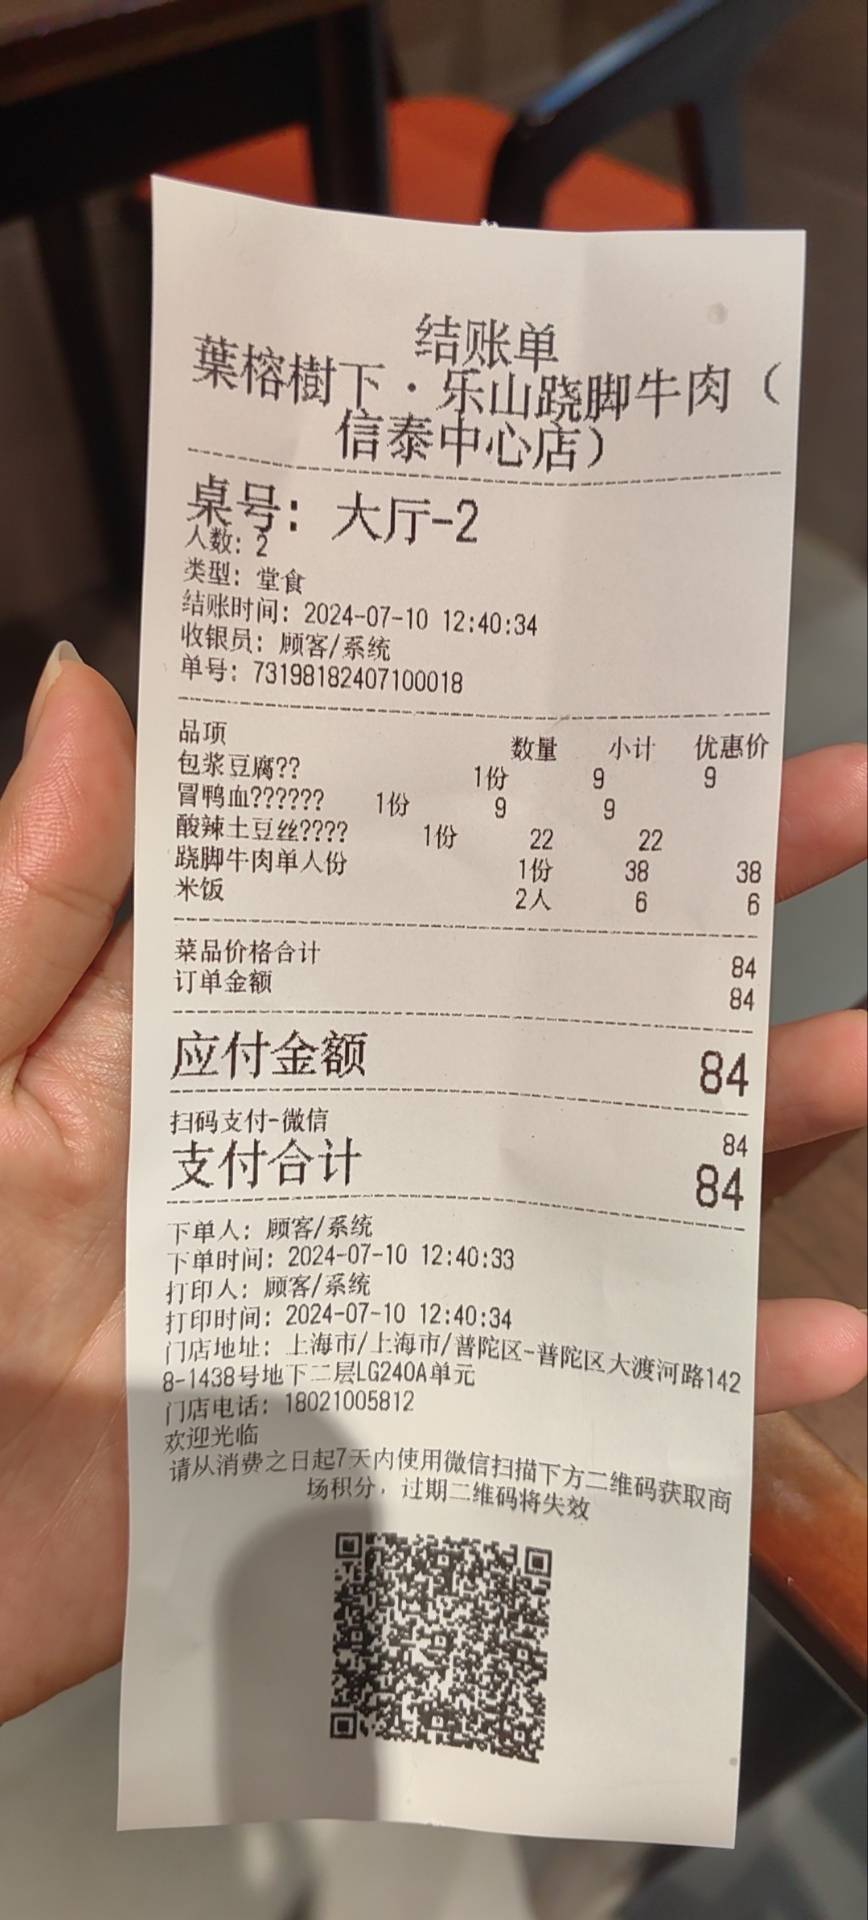 结账单
葉榕樹下·乐山跷脚牛肉（
信泰中心店）
桌号：大厅-2
人数：2
类型：堂食
结账时间：2024-07-10 12:40:34
收银员：顾客/系统
单号：73198182407100018
品项 数量 小计 优惠价
包浆豆腐?? 1份 9 9
冒鸭血?????? 1份 9 9
酸辣土豆丝???? 1份 22 22
跷脚牛肉单人份 1份 38 38
米饭 2人 6 6
菜品价格合计 84
订单金额 84
应付金额 84
扫码支付-微信 84
支付合计 84
下单人：顾客/系统
下单时间：2024-07-10 12:40:33
打印人：顾客/系统
打印时间：2024-07-10 12:40:34
门店地址：上海市/上海市/普陀区-普陀区大渡河路142
8-1438号地下二层LG240A单元
门店电话：18021005812
欢迎光临
请从消费之日起7天内使用微信扫描下方二维码获取商
场积分，过期二维码将失效